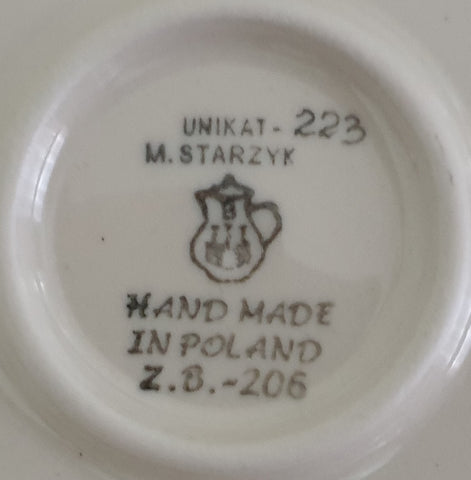 UNIKAT - 223
M. STARZYK
HAND MADE
IN POLAND
Z.B.-206